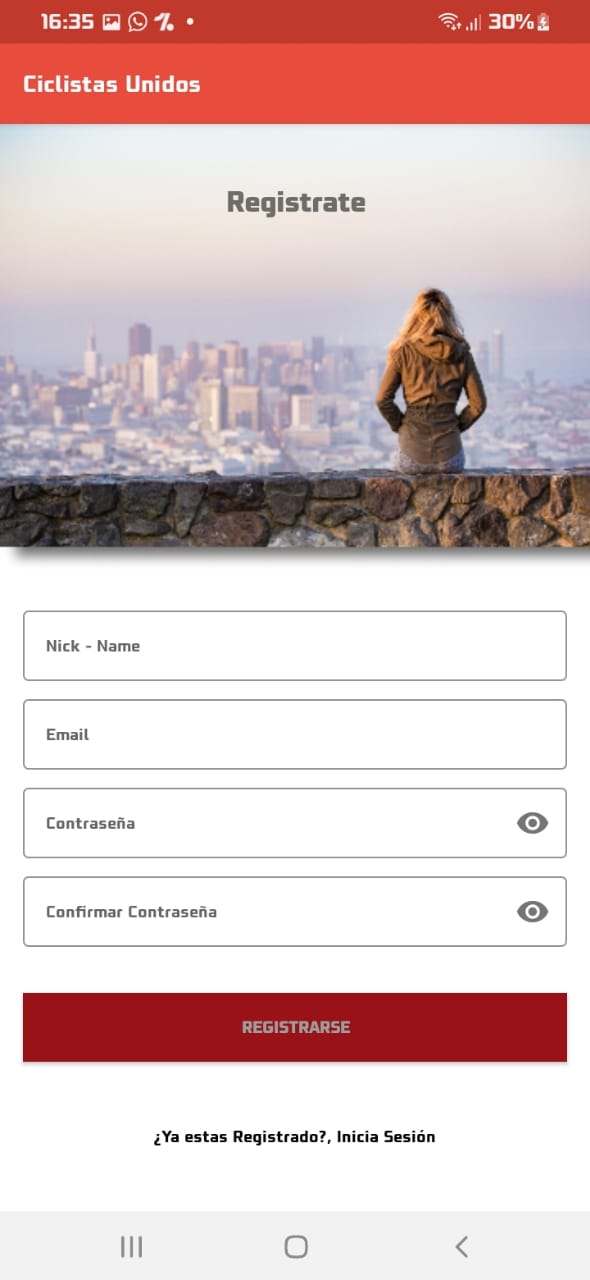 16:35 30%
Ciclistas Unidos
Registrate
Nick - Name
Email
Contraseña
Confirmar Contraseña
REGISTRARSE
¿Ya estas Registrado?, Inicia Sesión